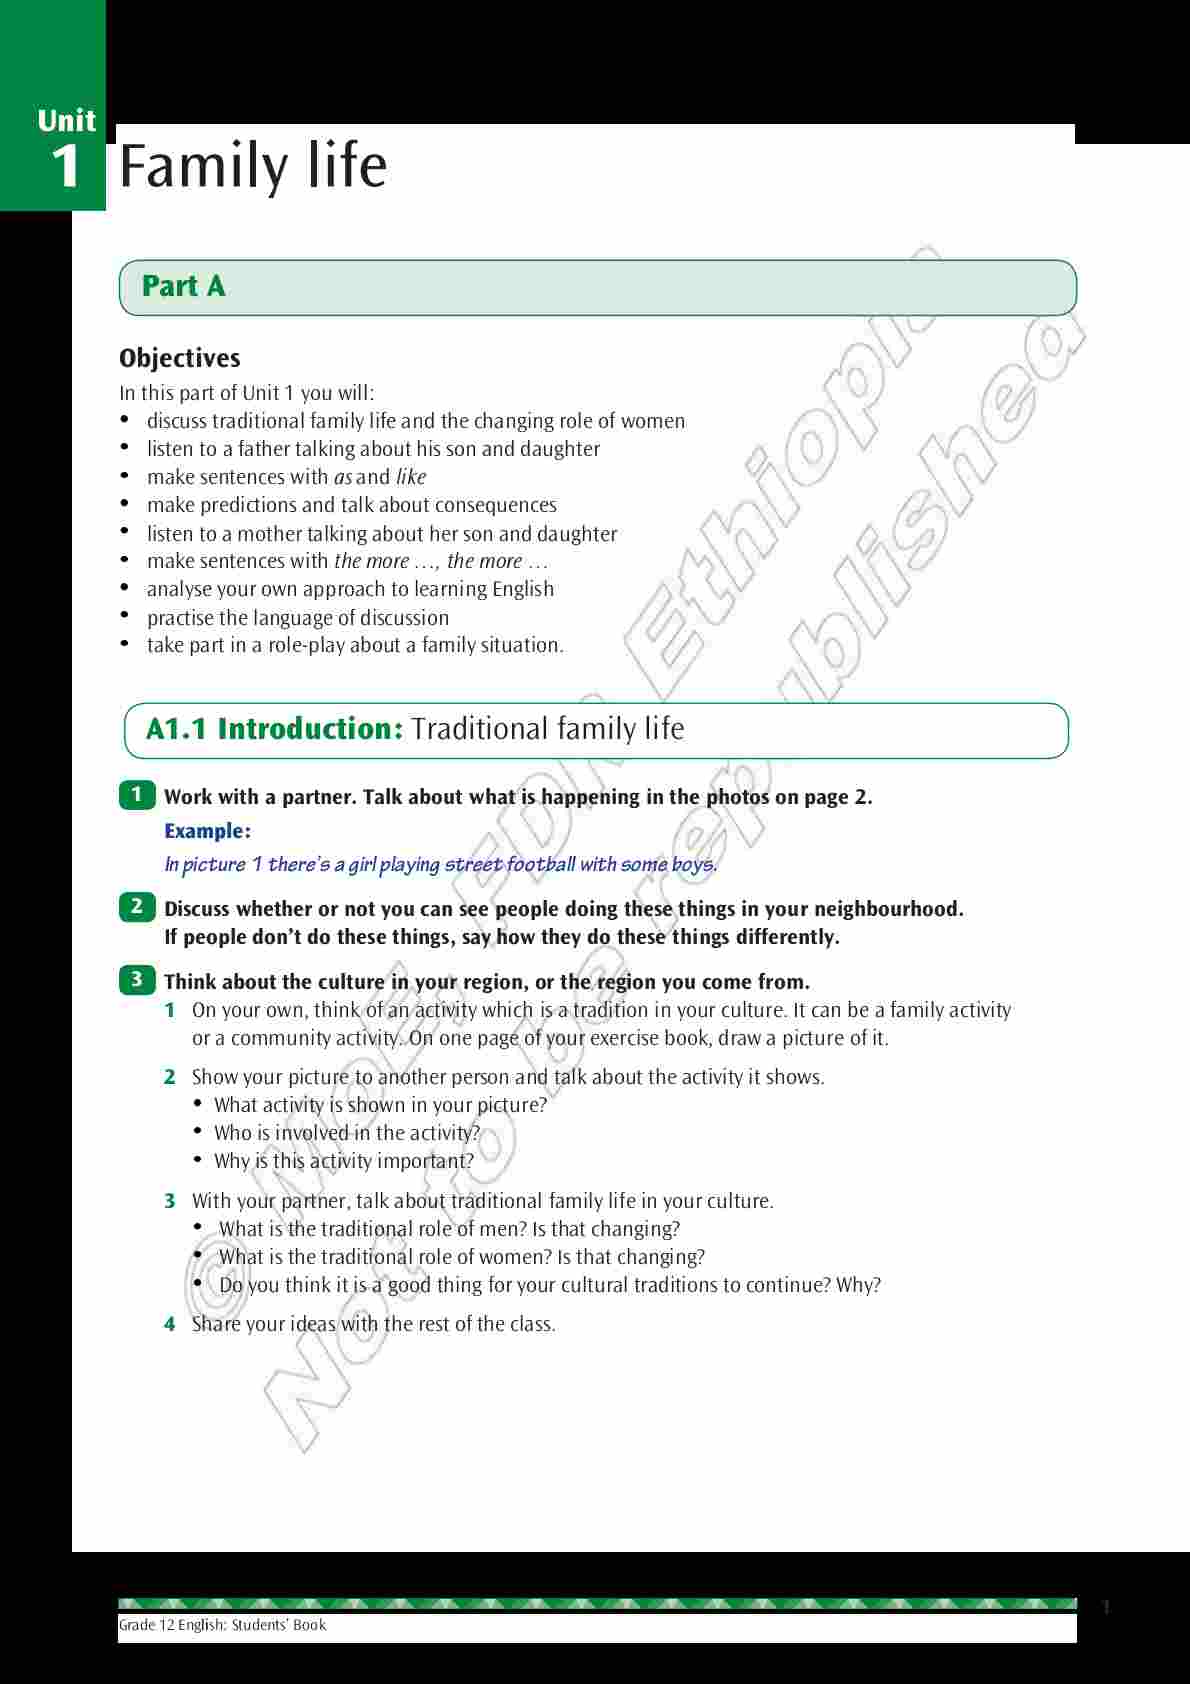 Unit
1
Family life
Part A
Objectives
In this part of Unit 1 you will:
• discuss traditional family life and the changing role of women
• listen to a father talking about his son and daughter
• make sentences with as and like
• make predictions and talk about consequences
• listen to a mother talking about her son and daughter
• make sentences with the more …, the more …
• analyse your own approach to learning English
• practise the language of discussion
• take part in a role-play about a family situation.
A1.1 Introduction: Traditional family life
1 Work with a partner. Talk about what is happening in the photos on page 2.
Example:
In picture 1 there's a girl playing street football with some boys.
2 Discuss whether or not you can see people doing these things in your neighbourhood.
If people don't do these things, say how they do these things differently.
3 Think about the culture in your region, or the region you come from.
1 On your own, think of an activity which is a tradition in your culture. It can be a family activity
or a community activity. On one page of your exercise book, draw a picture of it.
2 Show your picture to another person and talk about the activity it shows.
• What activity is shown in your picture?
• Who is involved in the activity?
• Why is this activity important?
3 With your partner, talk about traditional family life in your culture.
• What is the traditional role of men? Is that changing?
• What is the traditional role of women? Is that changing?
• Do you think it is a good thing for your cultural traditions to continue? Why?
4 Share your ideas with the rest of the class.
© MoE, FDR Ethiopia
Not to be republished
Grade 12 English: Students' Book
1